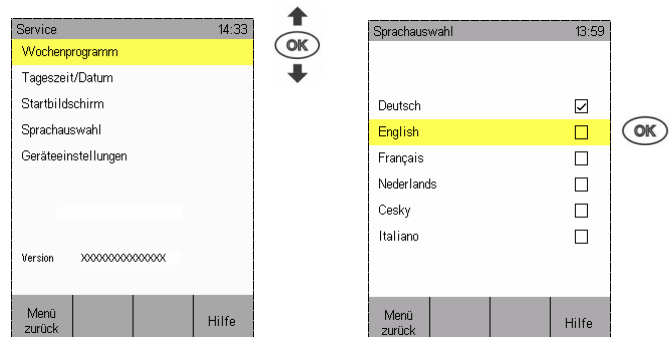 Service 14:33
Wochenprogramm
Tageszeit/Datum
Startbildschirm
Sprachauswahl
Geräteeinstellungen
Version XXXXXXXXXXXXXX
Menü
zurück
Hilfe
OK
Sprachauswahl 13:59
Deutsch
English
Français
Nederlands
Cesky
Italiano
Menü
zurück
Hilfe
OK